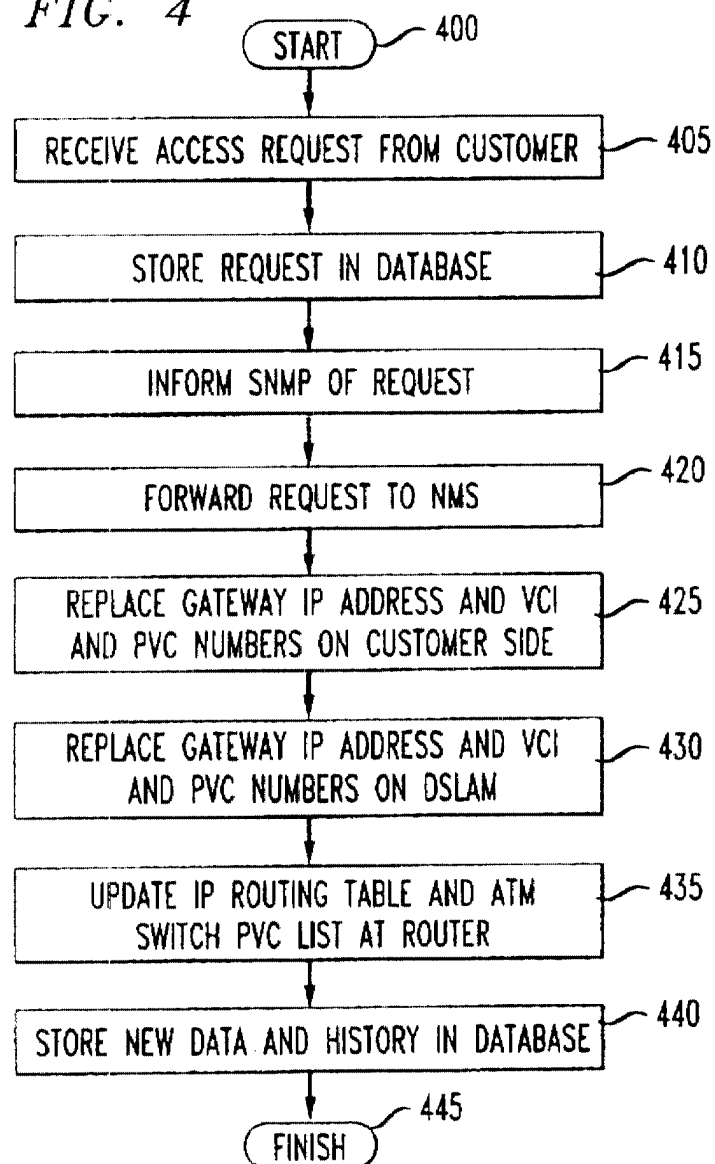 FIG. 4
START
400
RECEIVE ACCESS REQUEST FROM CUSTOMER
405
STORE REQUEST IN DATABASE
410
INFORM SNMP OF REQUEST
415
FORWARD REQUEST TO NMS
420
REPLACE GATEWAY IP ADDRESS AND VCI
AND PVC NUMBERS ON CUSTOMER SIDE
425
REPLACE GATEWAY IP ADDRESS AND VCI
AND PVC NUMBERS ON DSLAM
430
UPDATE IP ROUTING TABLE AND ATM
SWITCH PVC LIST AT ROUTER
435
STORE NEW DATA AND HISTORY IN DATABASE
440
445
FINISH